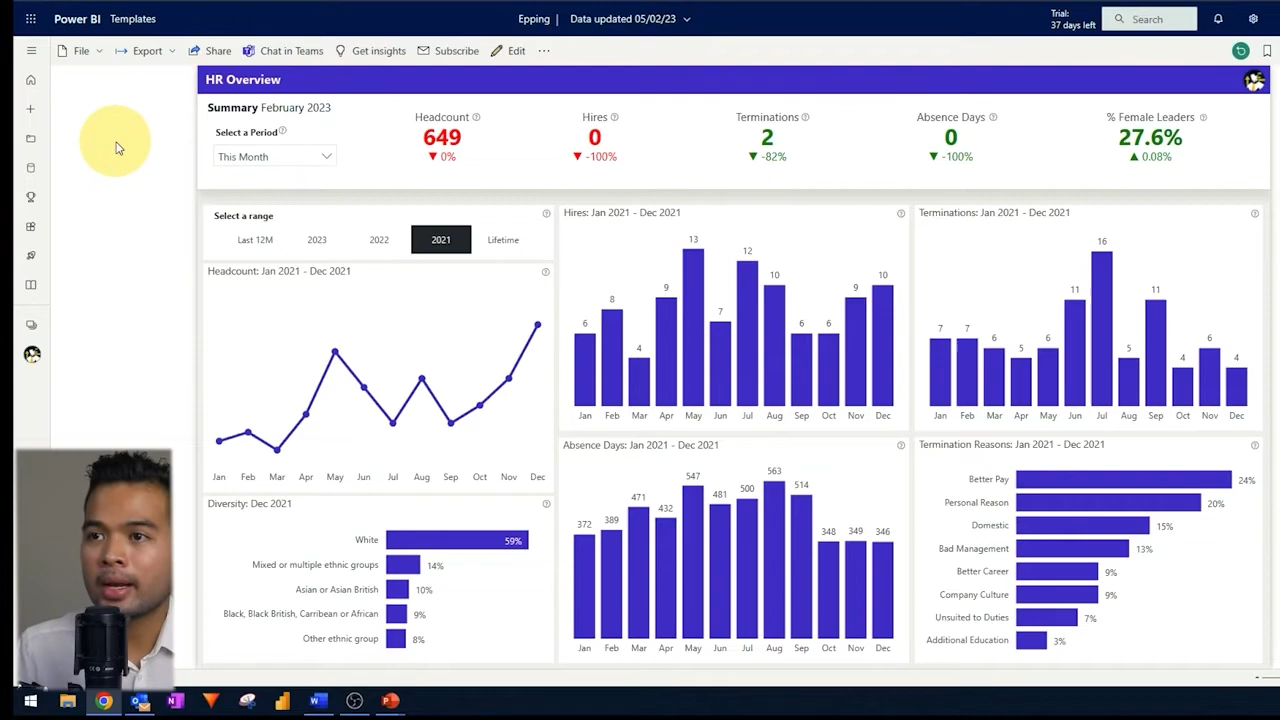 Power BI Templates
Epping | Data updated 05/02/23
Trial:
37 days left
Search
File Export Share Chat in Teams Get insights Subscribe Edit ...
HR Overview
Summary February 2023
Select a Period
This Month
Headcount
649
▼ 0%
Hires
0
▼ -100%
Terminations
2
▼ -82%
Absence Days
0
▼ -100%
% Female Leaders
27.6%
▲ 0.08%
Select a range
Last 12M 2023 2022 2021 Lifetime
Headcount: Jan 2021 - Dec 2021
Jan Feb Mar Apr May Jun Jul Aug Sep Oct Nov Dec
Diversity: Dec 2021
White 59%
Mixed or multiple ethnic groups 14%
Asian or Asian British 10%
Black, Black British, Carribean or African 9%
Other ethnic group 8%
Hires: Jan 2021 - Dec 2021
6 8 4 9 13 7 12 10 6 6 9 10
Jan Feb Mar Apr May Jun Jul Aug Sep Oct Nov Dec
Absence Days: Jan 2021 - Dec 2021
372 389 471 432 547 481 500 563 514 348 349 346
Jan Feb Mar Apr May Jun Jul Aug Sep Oct Nov Dec
Terminations: Jan 2021 - Dec 2021
7 7 6 5 6 11 16 5 11 4 6 4
Jan Feb Mar Apr May Jun Jul Aug Sep Oct Nov Dec
Termination Reasons: Jan 2021 - Dec 2021
Better Pay 24%
Personal Reason 20%
Domestic 15%
Bad Management 13%
Better Career 9%
Company Culture 9%
Unsuited to Duties 7%
Additional Education 3%